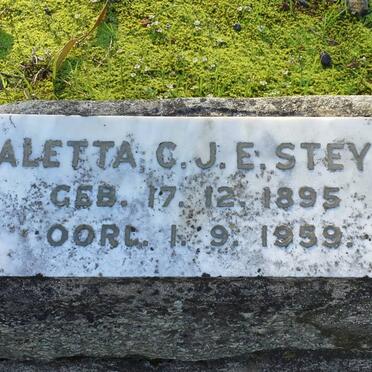 ALETTA C. J. E. STEY
GEB. 17. 12. 1895
OORL. 1. 9. 1959.